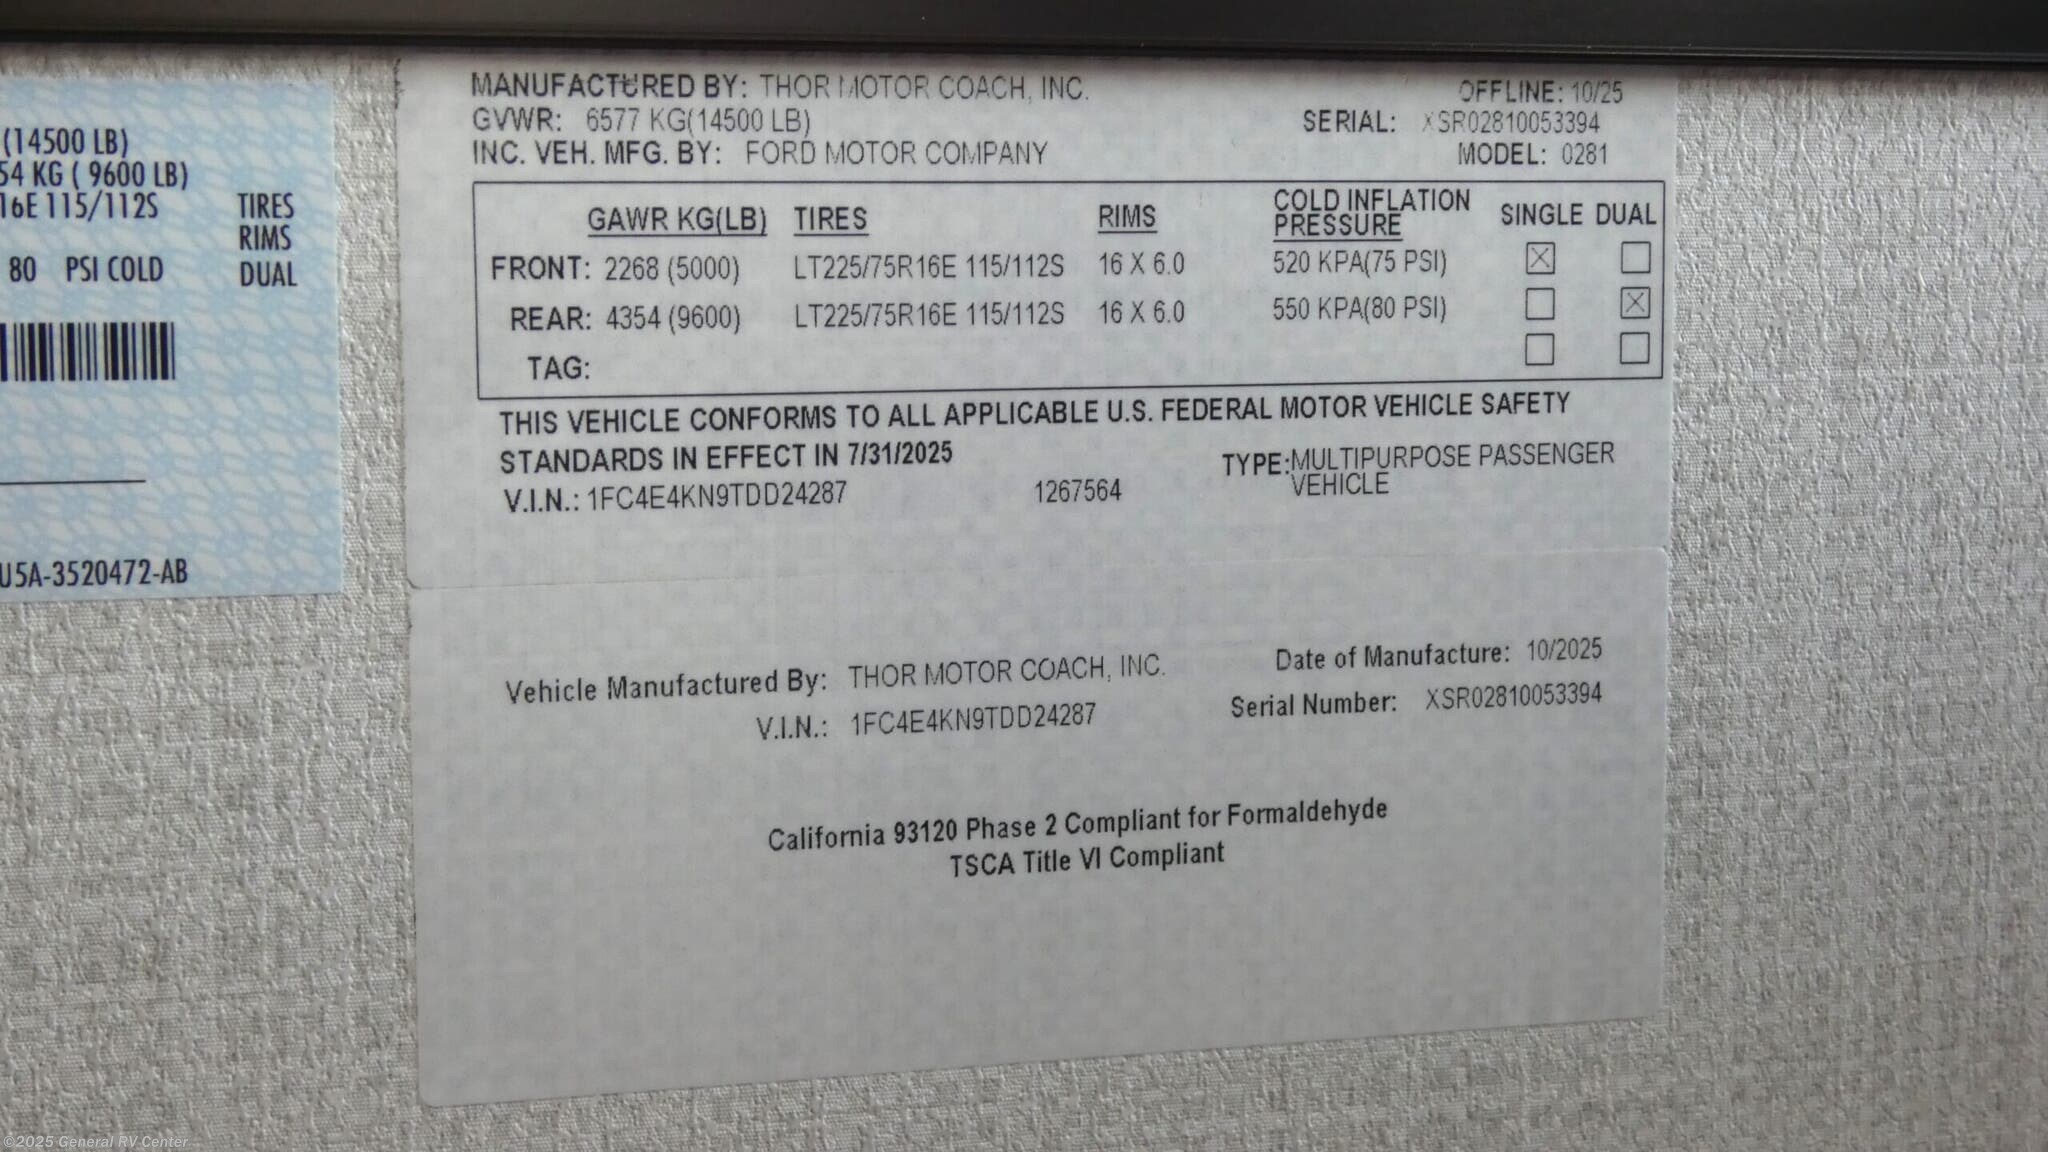 (14500 LB)
54 KG ( 9600 LB)
16E 115/112S TIRES
RIMS
80 PSI COLD DUAL
U5A-3520472-AB
MANUFACTURED BY: THOR MOTOR COACH, INC. OFFLINE: 10/25
GVWR: 6577 KG(14500 LB) SERIAL: XSR02810053394
INC. VEH. MFG. BY: FORD MOTOR COMPANY MODEL: 0281
GAWR KG(LB) TIRES RIMS COLD INFLATION PRESSURE SINGLE DUAL
FRONT: 2268 (5000) LT225/75R16E 115/112S 16 X 6.0 520 KPA(75 PSI) ☒ ☐
REAR: 4354 (9600) LT225/75R16E 115/112S 16 X 6.0 550 KPA(80 PSI) ☐ ☒
TAG: ☐ ☐
THIS VEHICLE CONFORMS TO ALL APPLICABLE U.S. FEDERAL MOTOR VEHICLE SAFETY
STANDARDS IN EFFECT IN 7/31/2025
TYPE: MULTIPURPOSE PASSENGER
VEHICLE
V.I.N.: 1FC4E4KN9TDD24287 1267564
Vehicle Manufactured By: THOR MOTOR COACH, INC. Date of Manufacture: 10/2025
V.I.N.: 1FC4E4KN9TDD24287 Serial Number: XSR02810053394
California 93120 Phase 2 Compliant for Formaldehyde
TSCA Title VI Compliant
©2025 General RV Center